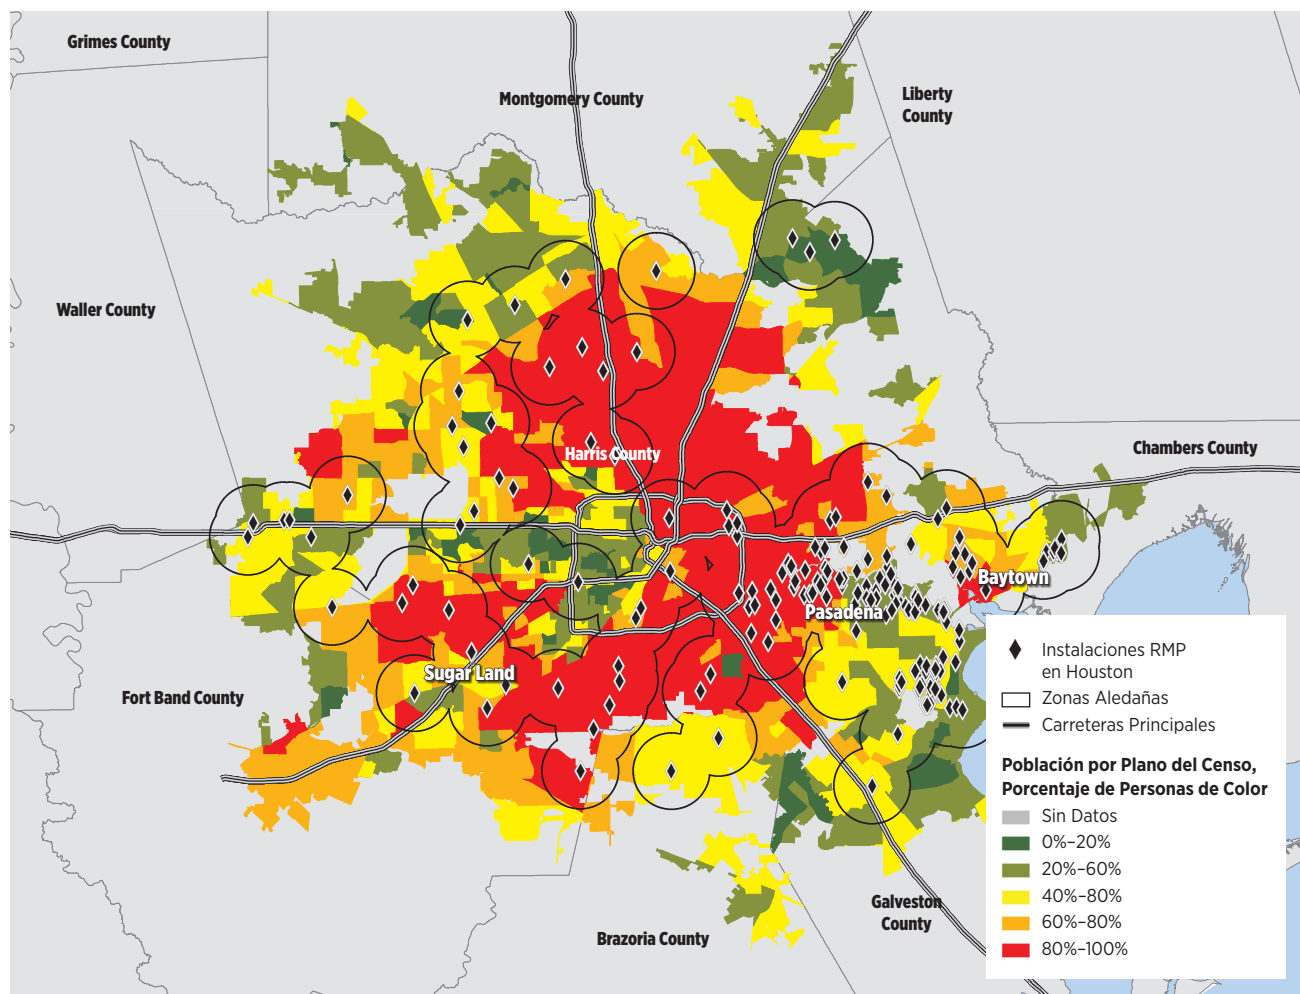 Grimes County
Montgomery County
Liberty
County
Waller County
Harris County
Chambers County
Baytown
Pasadena
Sugar Land
Fort Band County
Galveston
County
Brazoria County
Instalaciones RMP
en Houston
Zonas Aledañas
Carreteras Principales
Población por Plano del Censo,
Porcentaje de Personas de Color
Sin Datos
0%–20%
20%–60%
40%–80%
60%–80%
80%–100%